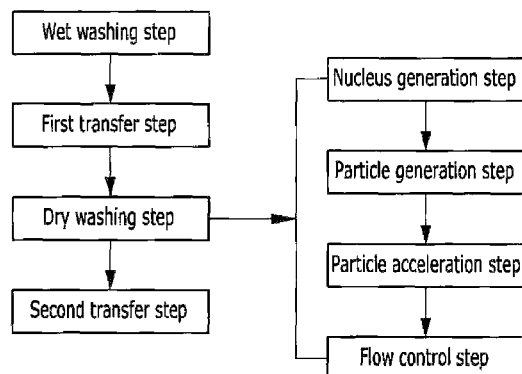 Wet washing step
First transfer step
Dry washing step
Second transfer step
Nucleus generation step
Particle generation step
Particle acceleration step
Flow control step